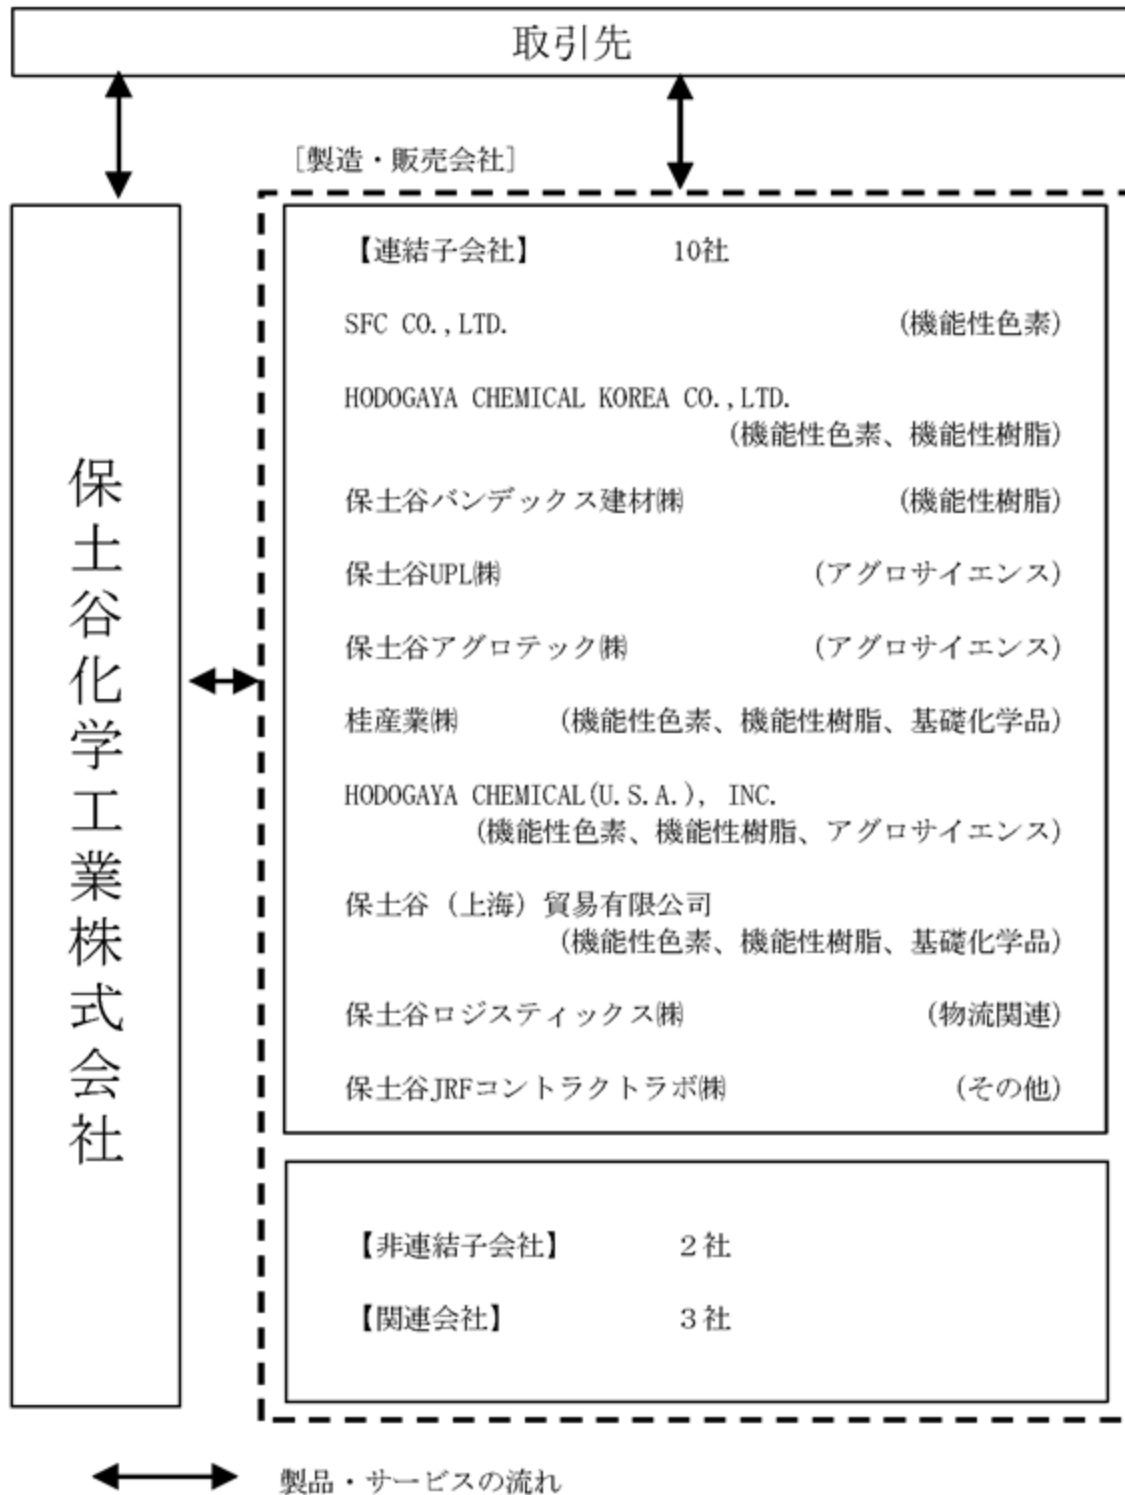 取引先
[製造・販売会社]
保土谷化学工業株式会社
【連結子会社】 10社
SFC CO.,LTD. (機能性色素)
HODOGAYA CHEMICAL KOREA CO.,LTD.
(機能性色素、機能性樹脂)
保土谷バンデックス建材㈱ (機能性樹脂)
保土谷UPL㈱ (アグロサイエンス)
保土谷アグロテック㈱ (アグロサイエンス)
桂産業㈱ (機能性色素、機能性樹脂、基礎化学品)
HODOGAYA CHEMICAL(U.S.A.), INC.
(機能性色素、機能性樹脂、アグロサイエンス)
保土谷（上海）貿易有限公司
(機能性色素、機能性樹脂、基礎化学品)
保土谷ロジスティックス㈱ (物流関連)
保土谷JRFコントラクトラボ㈱ (その他)
【非連結子会社】 ２社
【関連会社】 ３社
製品・サービスの流れ